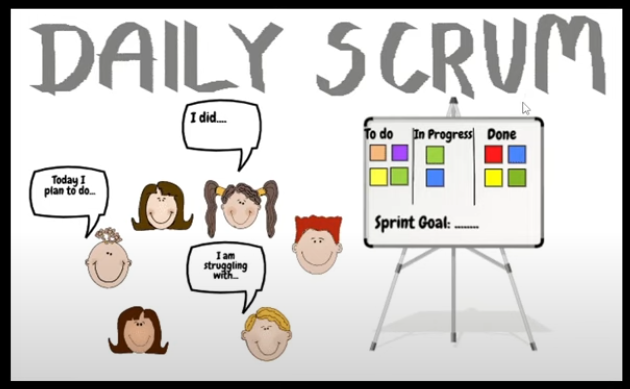 DAILY SCRUM
I did....
Today I
plan to do...
I am
struggling
with...
To do In Progress Done
Sprint Goal: ........